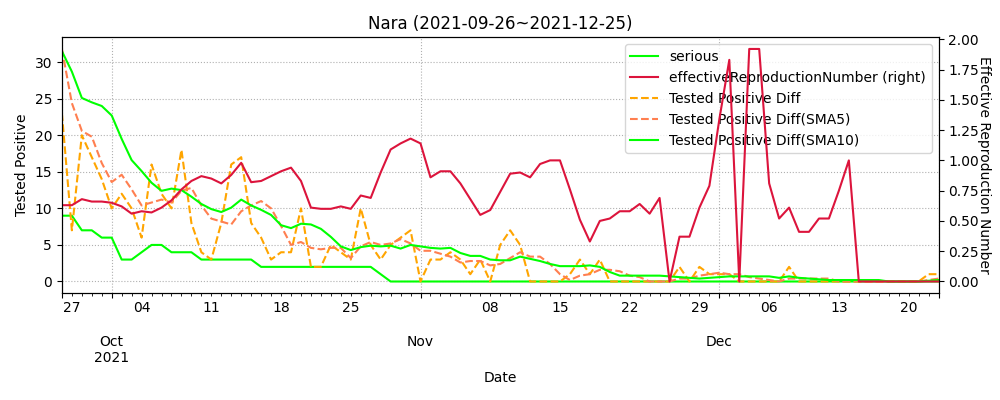 Nara (2021-09-26~2021-12-25)
Tested Positive
30
25
20
15
10
5
0
serious
effectiveReproductionNumber (right)
Tested Positive Diff
Tested Positive Diff(SMA5)
Tested Positive Diff(SMA10)
2.00
1.75
1.50
1.25
1.00
0.75
0.50
0.25
0.00
Effective Reproduction Number
27 04 11 18 25 08 15 22 29 06 13 20
Oct Nov Dec
2021
Date